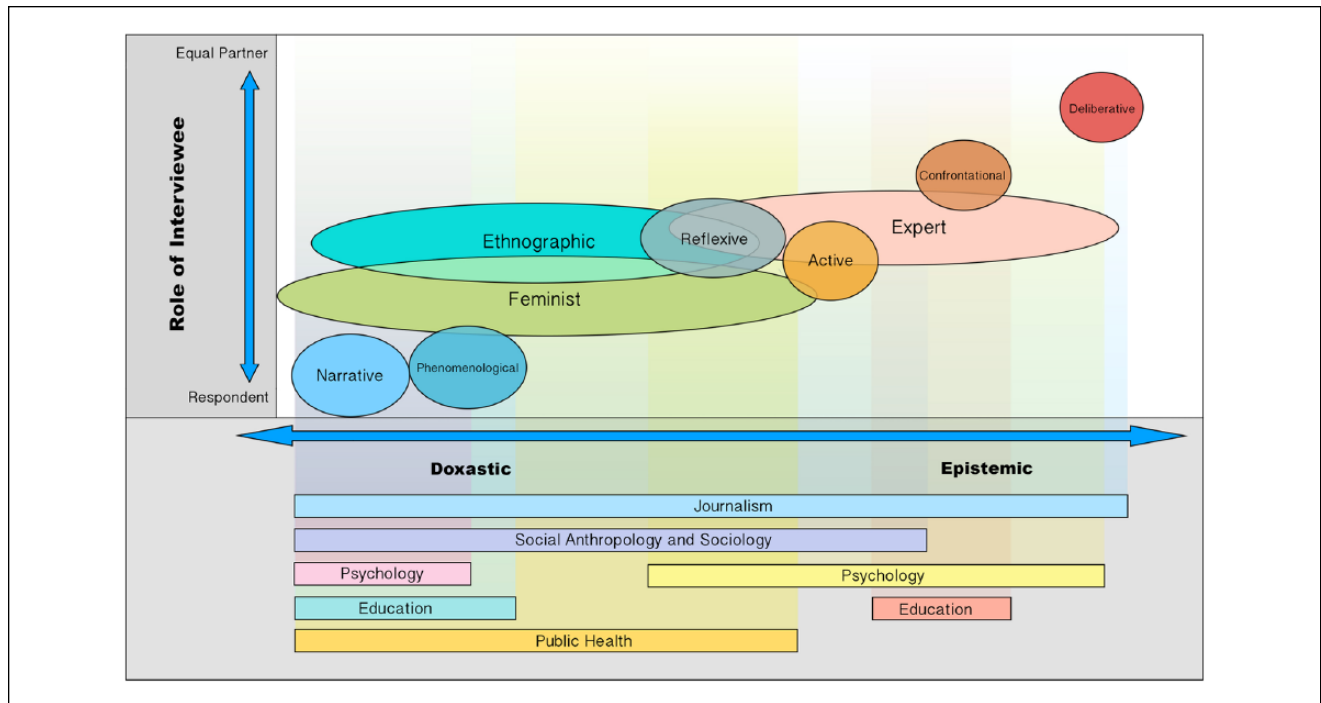 Equal Partner
Role of Interviewee
Respondent
Deliberative
Confrontational
Expert
Reflexive
Active
Ethnographic
Feminist
Narrative
Phenomenological
Doxastic
Epistemic
Journalism
Social Anthropology and Sociology
Psychology
Psychology
Education
Education
Public Health